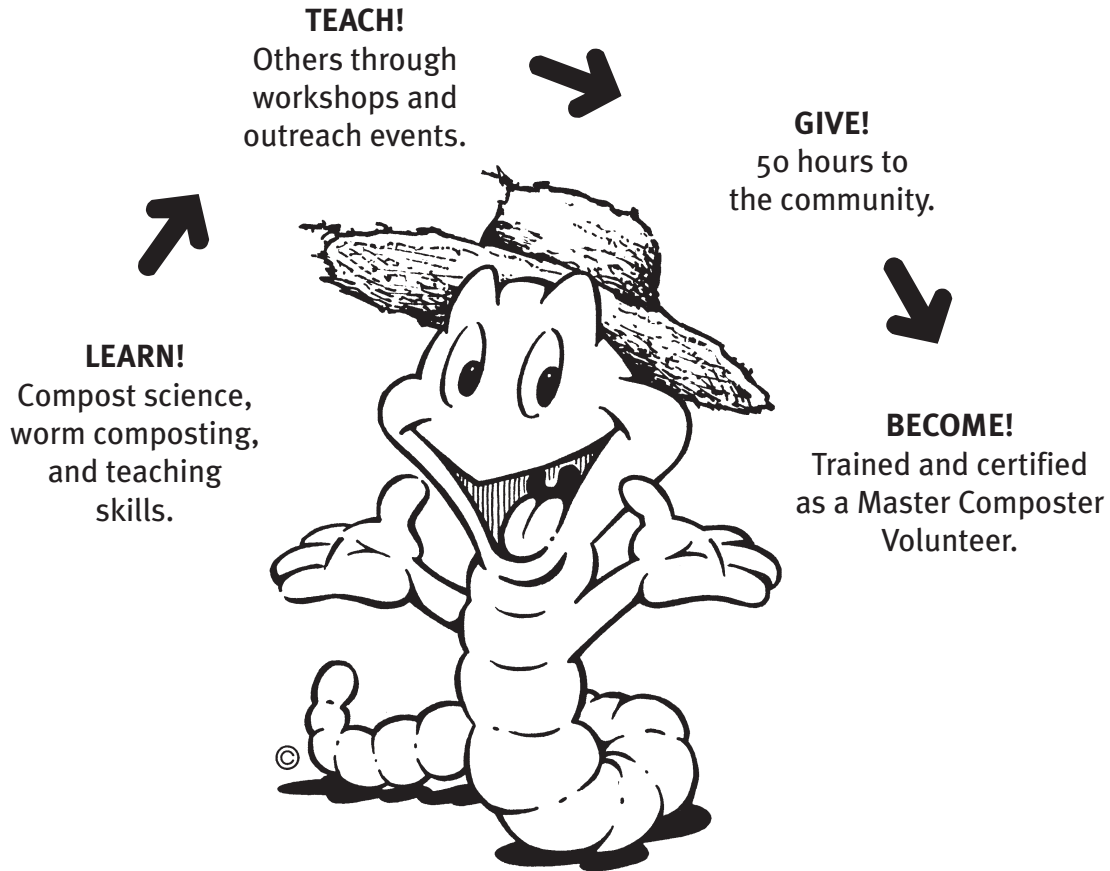 TEACH!
Others through
workshops and
outreach events.
GIVE!
50 hours to
the community.
LEARN!
Compost science,
worm composting,
and teaching
skills.
BECOME!
Trained and certified
as a Master Composter
Volunteer.
©